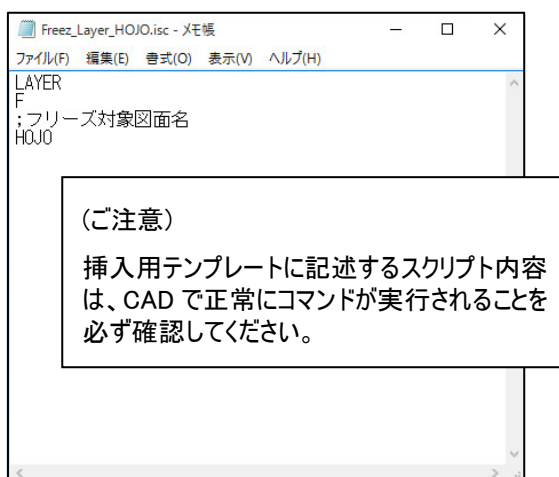 Freez_Layer_HOJO.isc - メモ帳
ファイル(F) 編集(E) 書式(O) 表示(V) ヘルプ(H)
LAYER
F
;フリーズ対象図面名
HOJO
(ご注意)
挿入用テンプレートに記述するスクリプト内容
は、CAD で正常にコマンドが実行されることを
必ず確認してください。